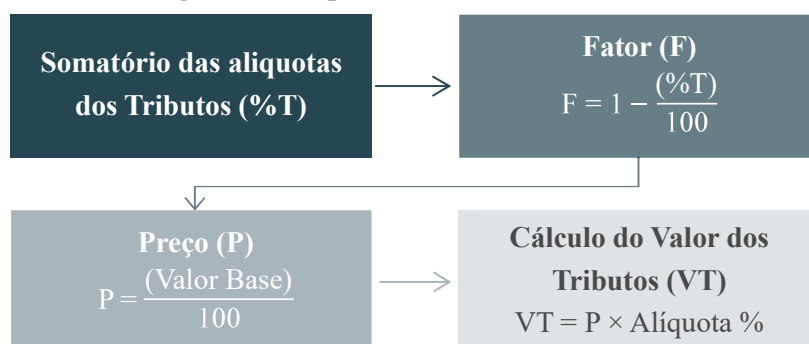 Somatório das aliquotas
dos Tributos (%T)
Fator (F)
F = 1 – (%T)/100
Preço (P)
P = (Valor Base)/100
Cálculo do Valor dos
Tributos (VT)
VT = P × Alíquota %